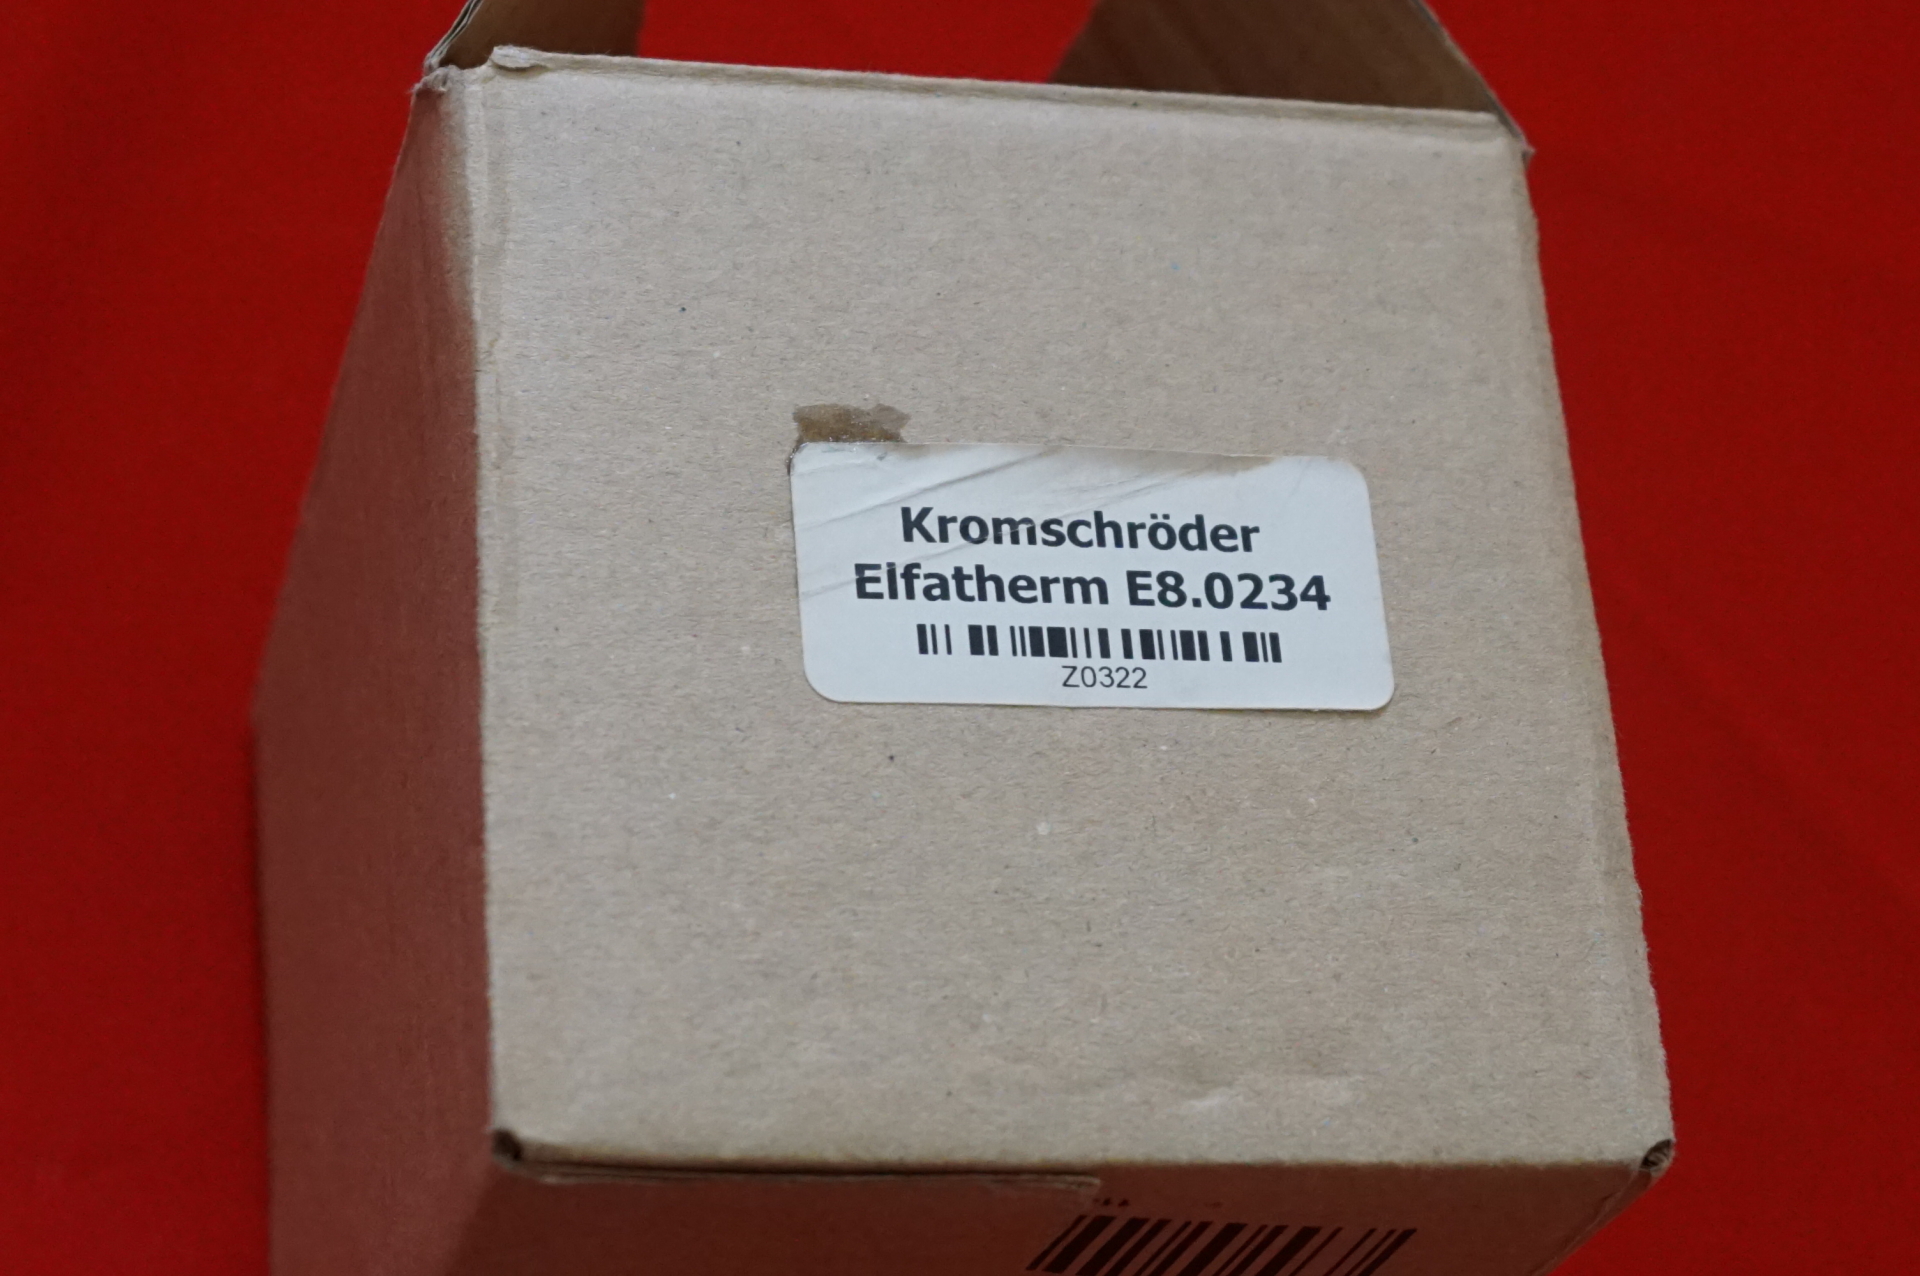 Kromschröder
Elfatherm E8.0234
Z0322